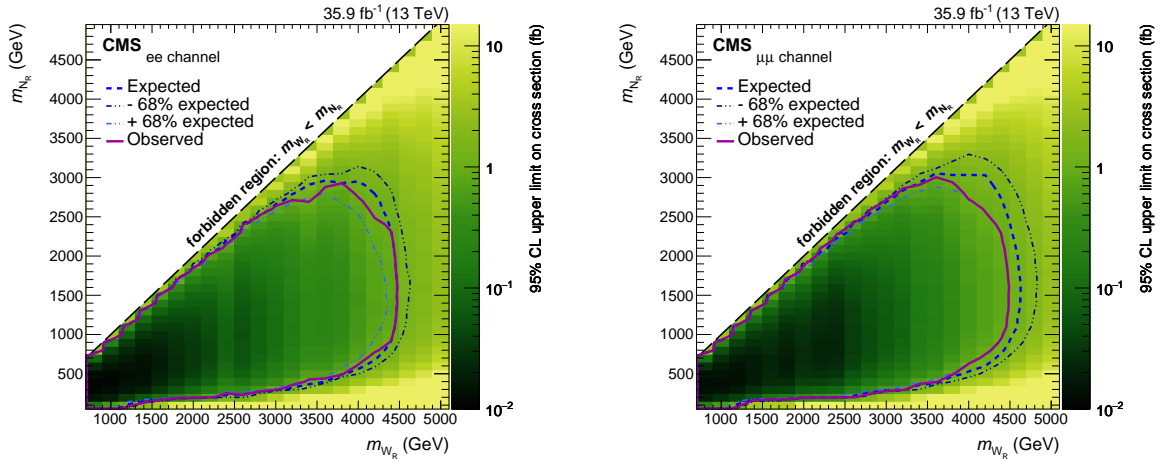 35.9 fb⁻¹ (13 TeV)
CMS
ee channel
Expected
- 68% expected
+ 68% expected
Observed
forbidden region: m_{W_R} < m_{N_R}
m_{N_R} (GeV)
4500
4000
3500
3000
2500
2000
1500
1000
500
1000 1500 2000 2500 3000 3500 4000 4500 5000
m_{W_R} (GeV)
10
1
10⁻¹
10⁻²
95% CL upper limit on cross section (fb)
35.9 fb⁻¹ (13 TeV)
CMS
μμ channel
Expected
- 68% expected
+ 68% expected
Observed
forbidden region: m_{W_R} < m_{N_R}
m_{N_R} (GeV)
4500
4000
3500
3000
2500
2000
1500
1000
500
1000 1500 2000 2500 3000 3500 4000 4500 5000
m_{W_R} (GeV)
10
1
10⁻¹
10⁻²
95% CL upper limit on cross section (fb)